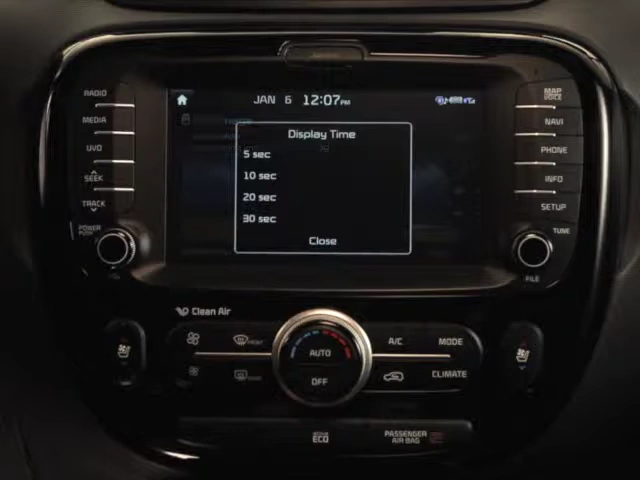 RADIO
MEDIA
UVO
SEEK
TRACK
POWER
PUSH
JAN 6 12:07PM
Display Time
5 sec
10 sec
20 sec
30 sec
Close
MAP
VOICE
NAVI
PHONE
INFO
SETUP
TUNE
FILE
Clean Air
FRONT
AUTO
OFF
A/C
MODE
CLIMATE
ECO
PASSENGER
AIR BAG